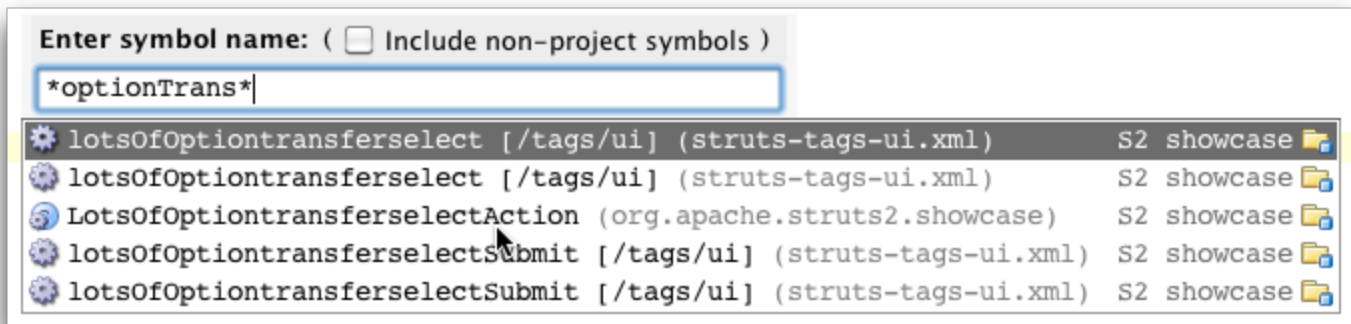 Enter symbol name: ( Include non-project symbols )
*optionTrans*
lotsOfOptiontransferselect [/tags/ui] (struts-tags-ui.xml) S2 showcase
lotsOfOptiontransferselect [/tags/ui] (struts-tags-ui.xml) S2 showcase
LotsOfOptiontransferselectAction (org.apache.struts2.showcase) S2 showcase
lotsOfOptiontransferselectSubmit [/tags/ui] (struts-tags-ui.xml) S2 showcase
lotsOfOptiontransferselectSubmit [/tags/ui] (struts-tags-ui.xml) S2 showcase